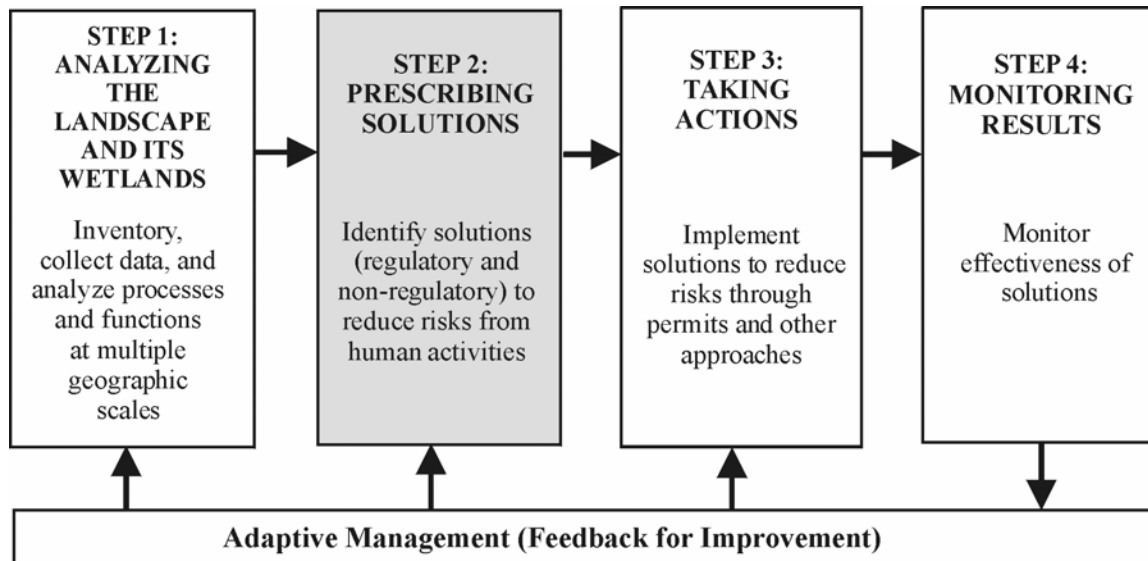 STEP 1:
ANALYZING
THE
LANDSCAPE
AND ITS
WETLANDS
Inventory,
collect data, and
analyze processes
and functions
at multiple
geographic
scales
STEP 2:
PRESCRIBING
SOLUTIONS
Identify solutions
(regulatory and
non-regulatory) to
reduce risks from
human activities
STEP 3:
TAKING
ACTIONS
Implement
solutions to reduce
risks through
permits and other
approaches
STEP 4:
MONITORING
RESULTS
Monitor
effectiveness of
solutions
Adaptive Management (Feedback for Improvement)